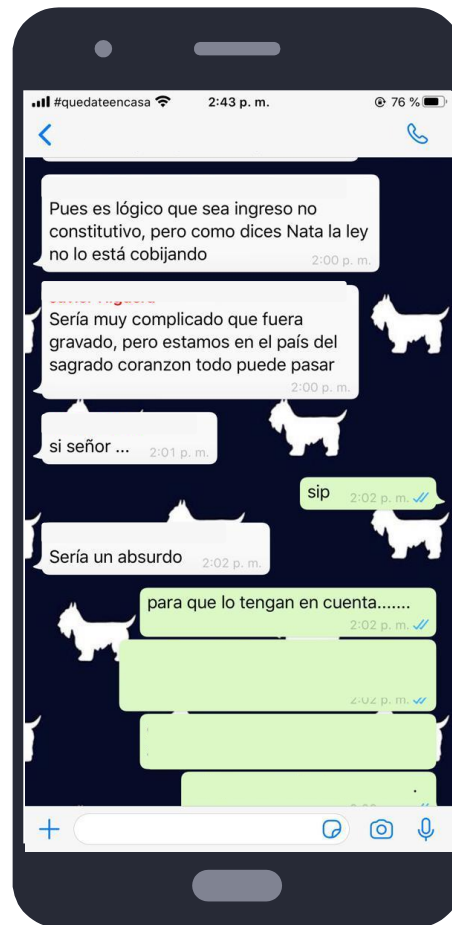 #quedateencasa 2:43 p. m. 76 %
Pues es lógico que sea ingreso no
constitutivo, pero como dices Nata la ley
no lo está cobijando
2:00 p. m.
Sería muy complicado que fuera
gravado, pero estamos en el país del
sagrado coranzon todo puede pasar
2:00 p. m.
si señor ... 2:01 p. m.
sip 2:02 p. m.
Sería un absurdo 2:02 p. m.
para que lo tengan en cuenta.......
2:02 p. m.
2:02 p. m.